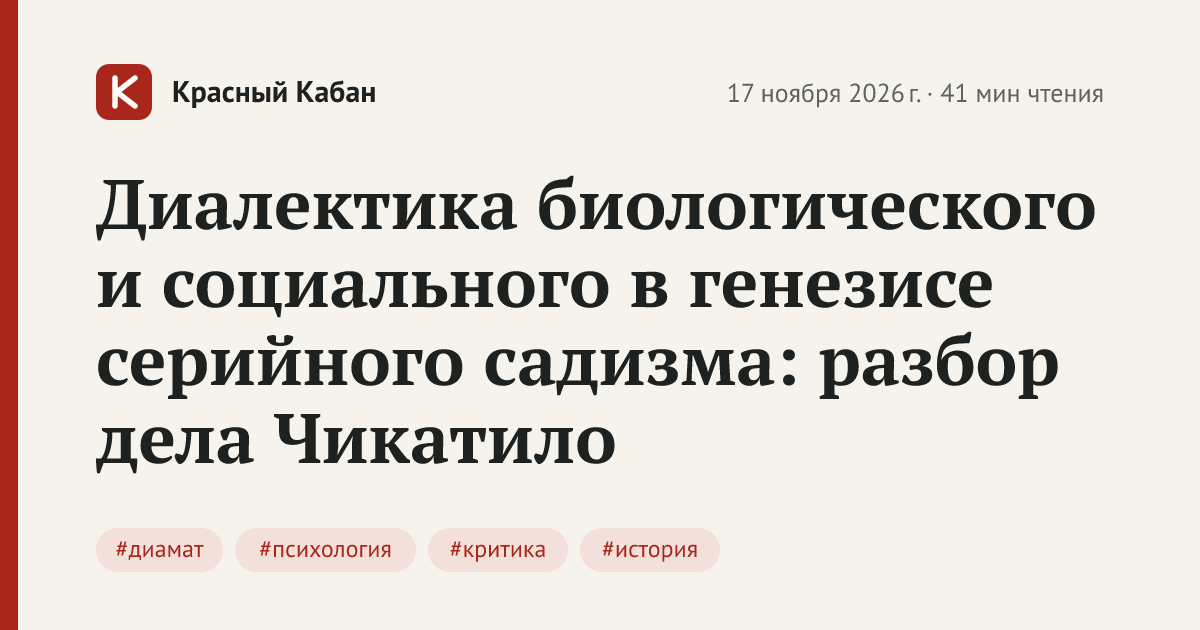 К
Красный Кабан
17 ноября 2026 г. · 41 мин чтения
Диалектика биологического
и социального в генезисе
серийного садизма: разбор
дела Чикатило
#диамат
#психология
#критика
#история